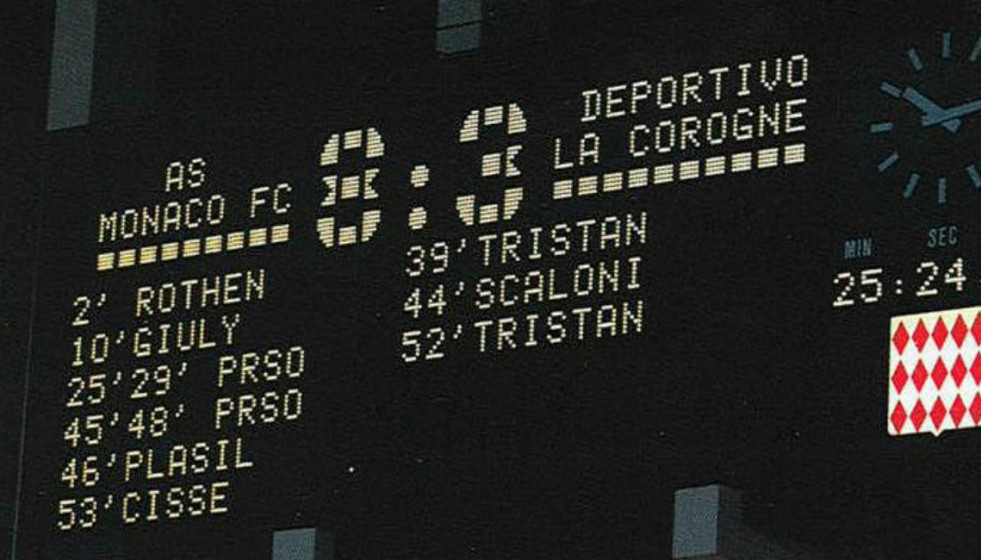 AS
MONACO FC
8:3
DEPORTIVO
LA COROGNE
2' ROTHEN
10'GIULY
25'29' PRSO
45'48' PRSO
46'PLASIL
53'CISSE
39'TRISTAN
44'SCALONI
52'TRISTAN
MIN SEC
25:24